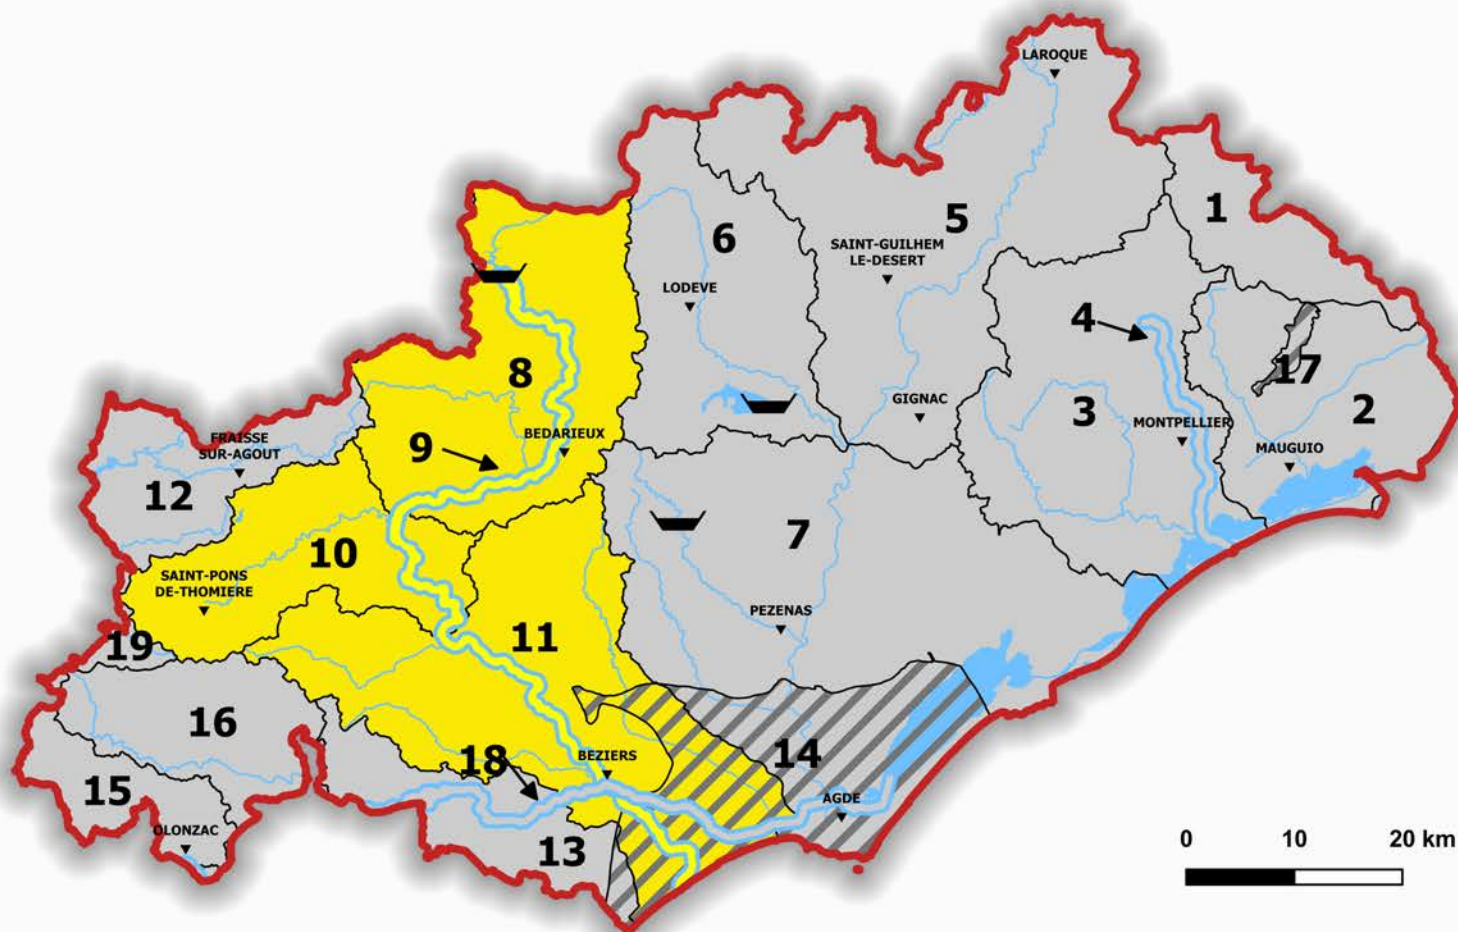 LAROQUE
1
5
6
SAINT-GUILHEM
LE-DESERT
LODEVE
4
8
17
GIGNAC
3
2
MONTPELLIER
BEDARIEUX
9
MAUGUIO
FRAISSE
SUR-AGOUT
12
7
10
SAINT-PONS
DE-THOMIERE
PEZENAS
11
19
16
14
18
BEZIERS
15
AGDE
OLONZAC
13
0 10 20 km